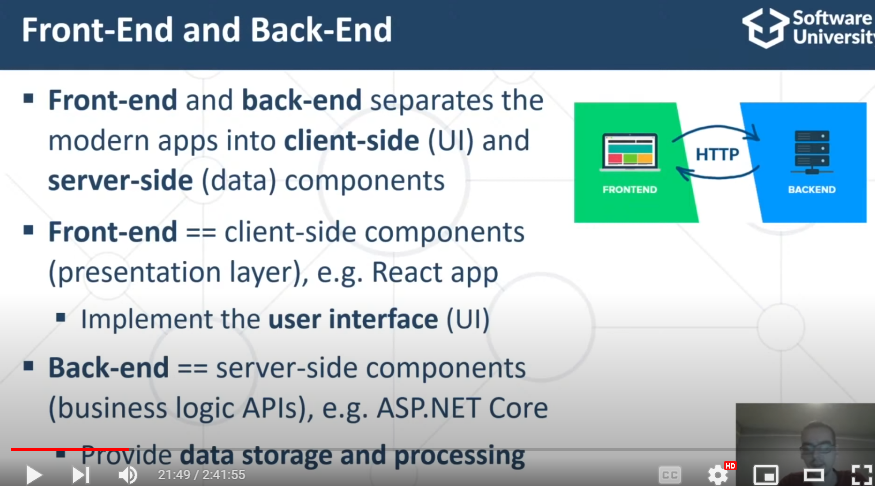 Front-End and Back-End
Software
University
▪ Front-end and back-end separates the
modern apps into client-side (UI) and
server-side (data) components
HTTP
FRONTEND
BACKEND
▪ Front-end == client-side components
(presentation layer), e.g. React app
▪ Implement the user interface (UI)
▪ Back-end == server-side components
(business logic APIs), e.g. ASP.NET Core
▪ Provide data storage and processing
21:49 / 2:41:55
CC
HD